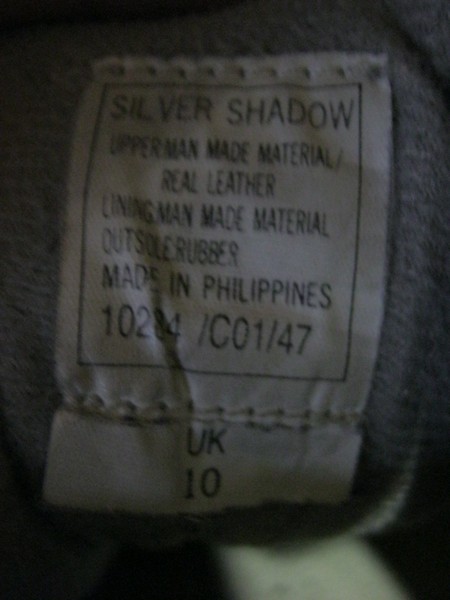 SILVER SHADOW
UPPER:MAN MADE MATERIAL/
REAL LEATHER
LINING:MAN MADE MATERIAL
OUTSOLE:RUBBER
MADE IN PHILIPPINES
10284 /C01/47
UK
10